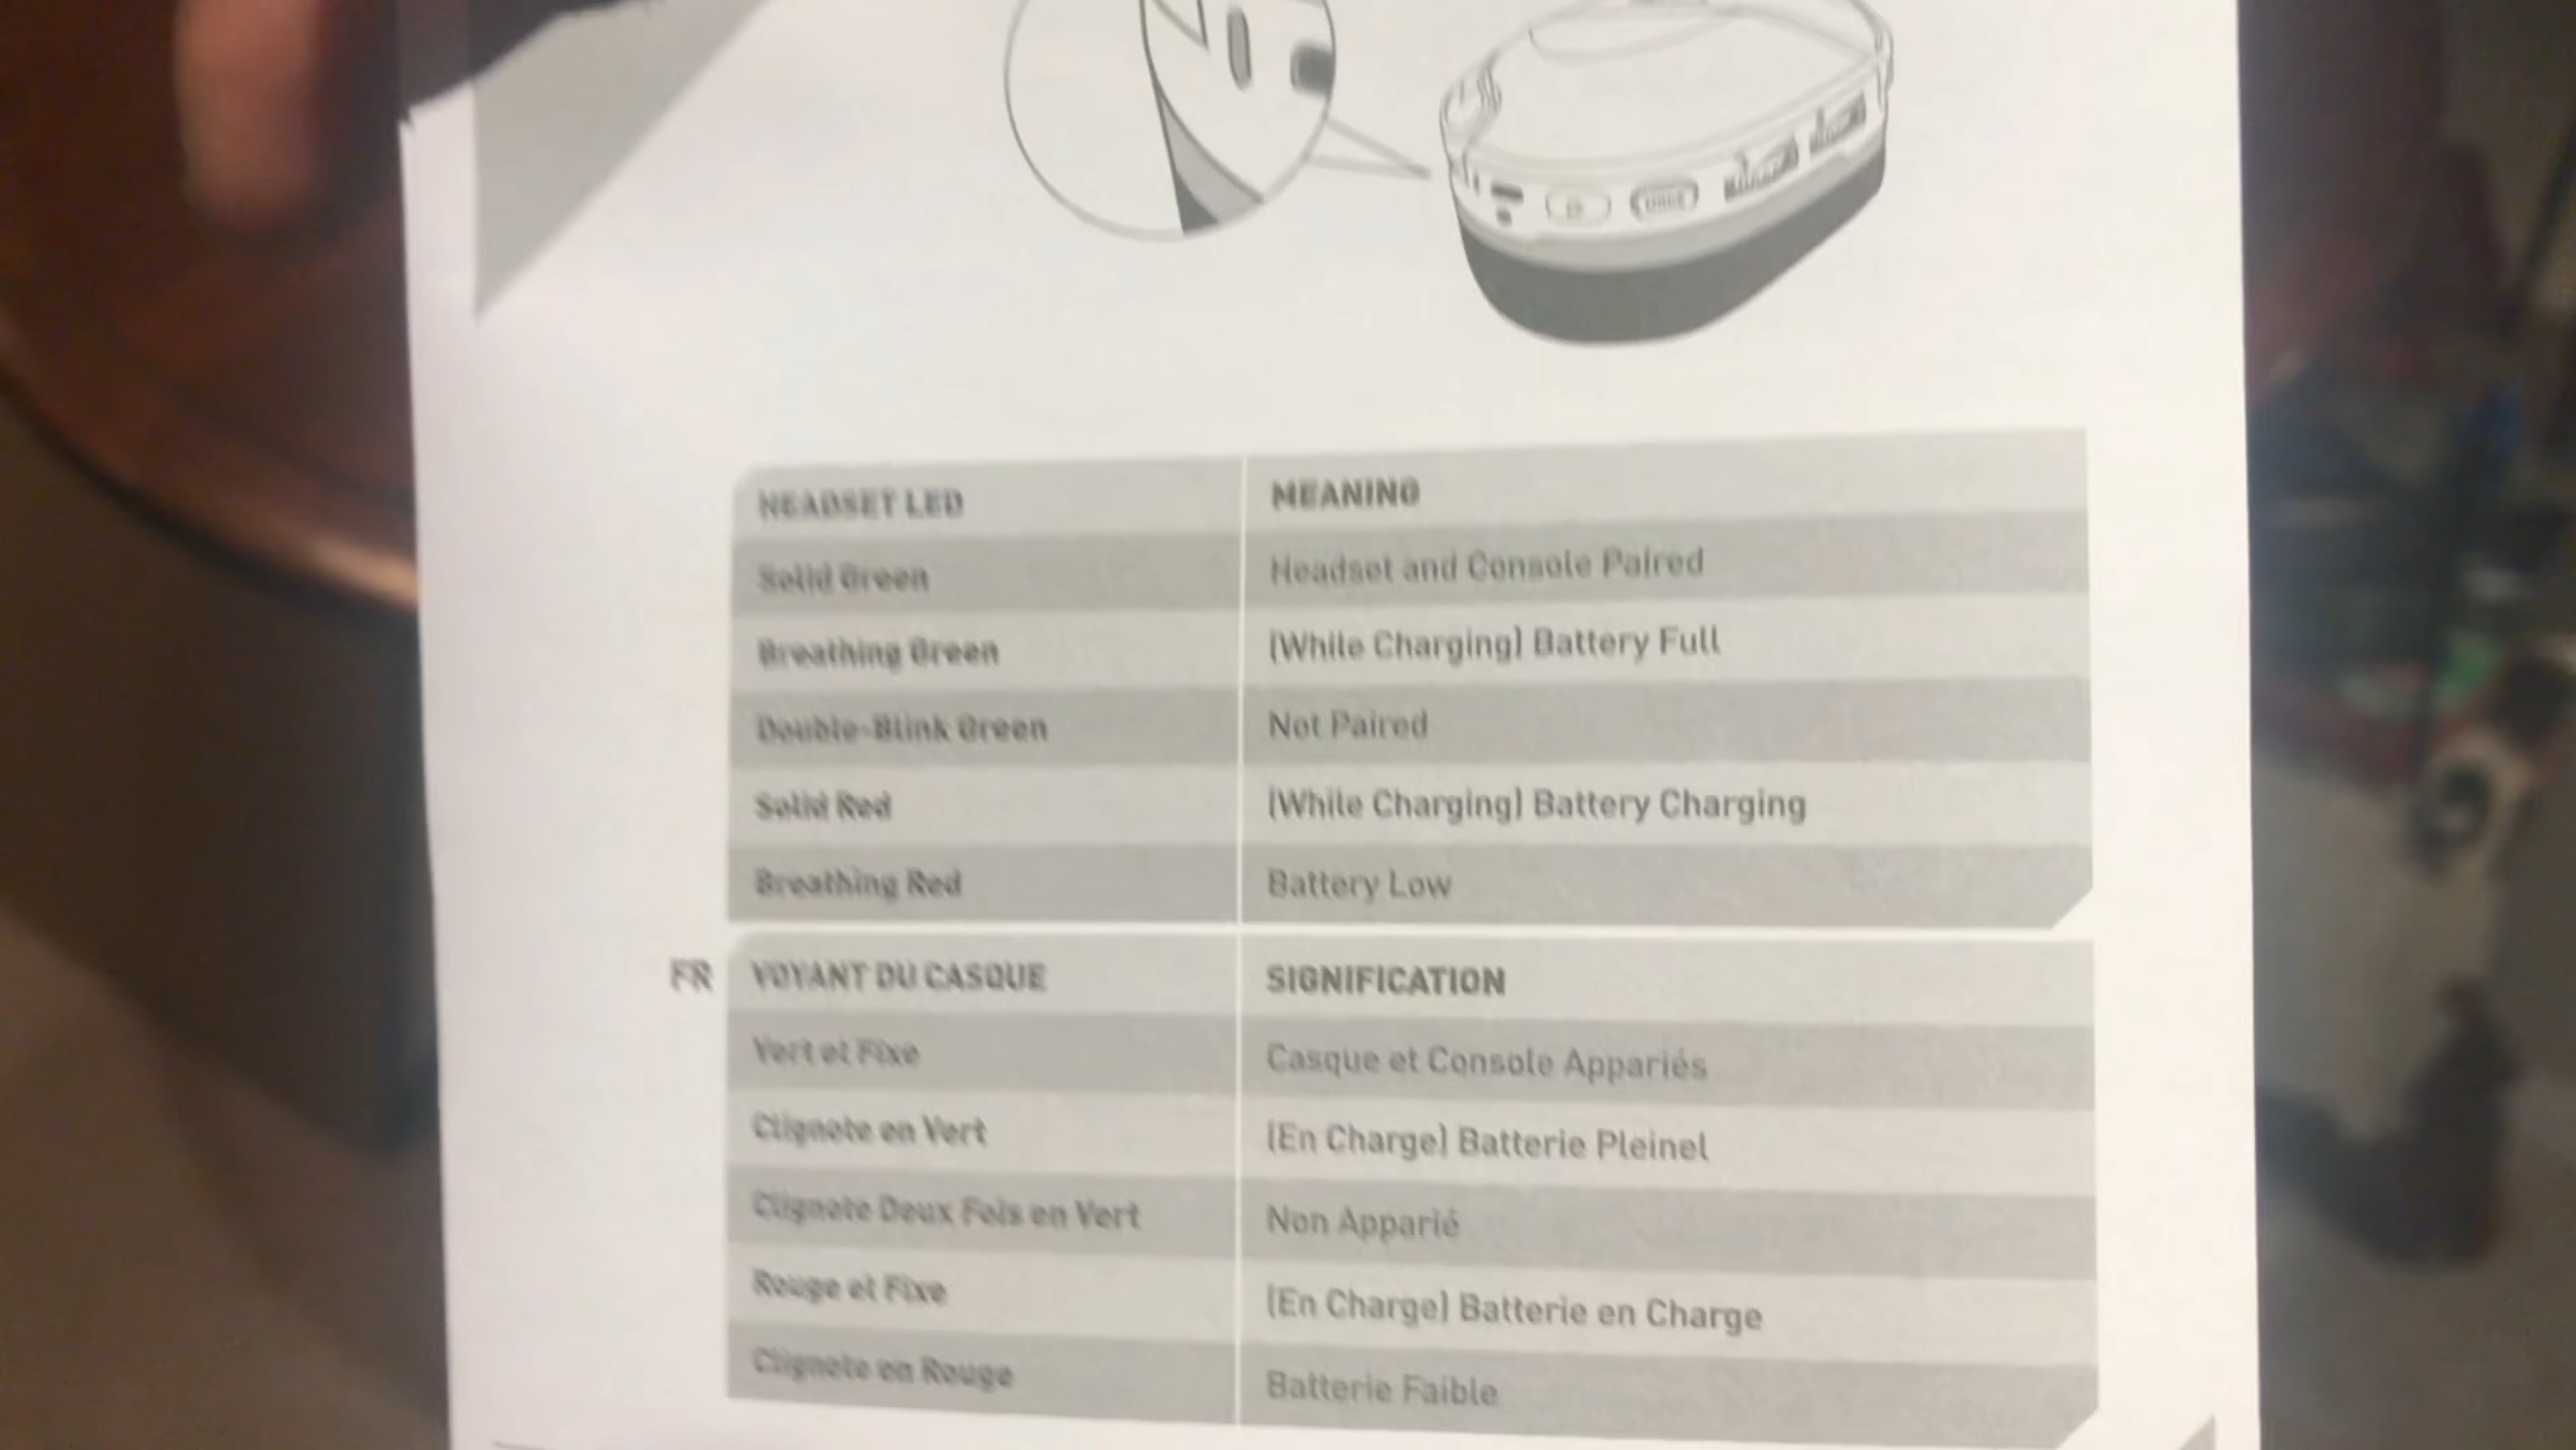 HEADSET LED MEANING
Solid Green Headset and Console Paired
Breathing Green (While Charging) Battery Full
Double-Blink Green Not Paired
Solid Red (While Charging) Battery Charging
Breathing Red Battery Low
FR VOYANT DU CASQUE SIGNIFICATION
Vert et Fixe Casque et Console Appariés
Clignote en Vert (En Charge) Batterie Pleinel
Clignote Deux Fois en Vert Non Apparié
Rouge et Fixe (En Charge) Batterie en Charge
Clignote en Rouge Batterie Faible